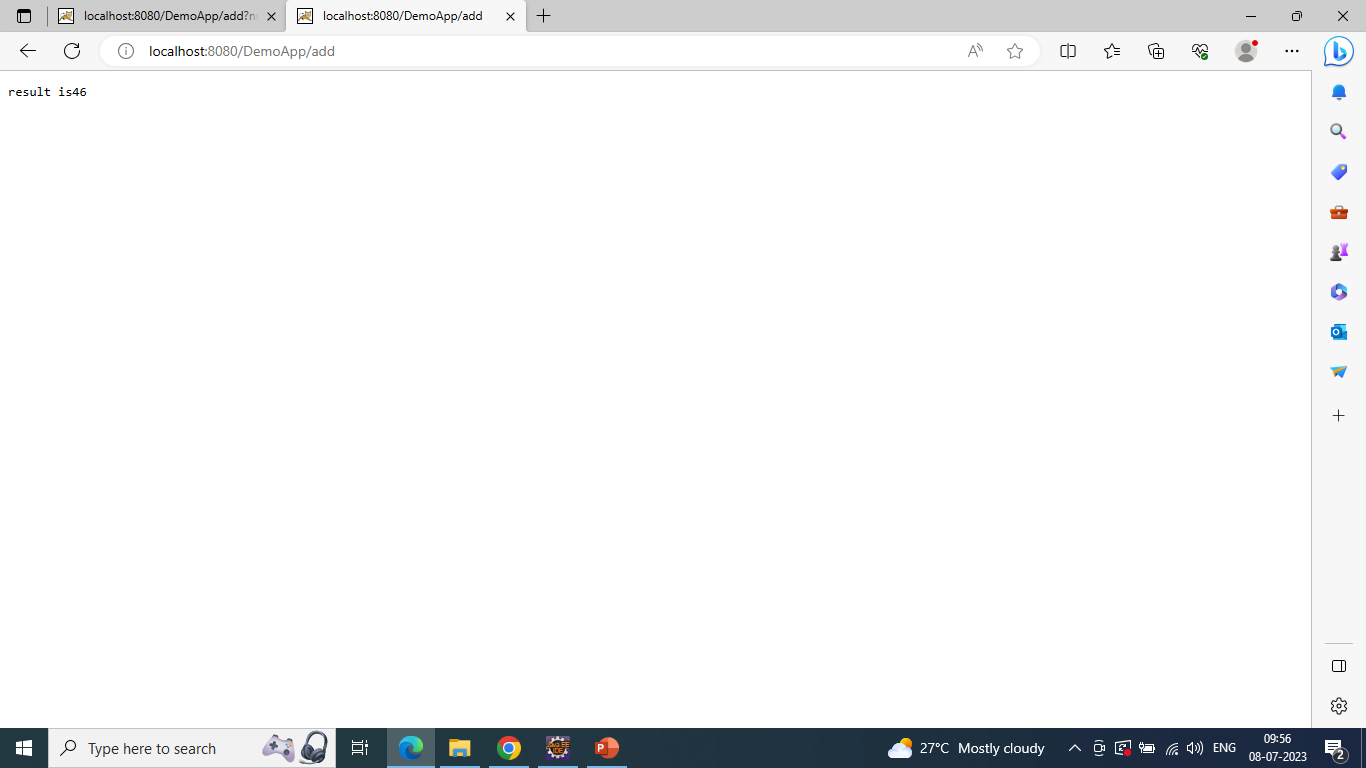 localhost:8080/DemoApp/add?n
localhost:8080/DemoApp/add
localhost:8080/DemoApp/add
result is46
Type here to search
27°C Mostly cloudy
ENG
09:56
08-07-2023
2